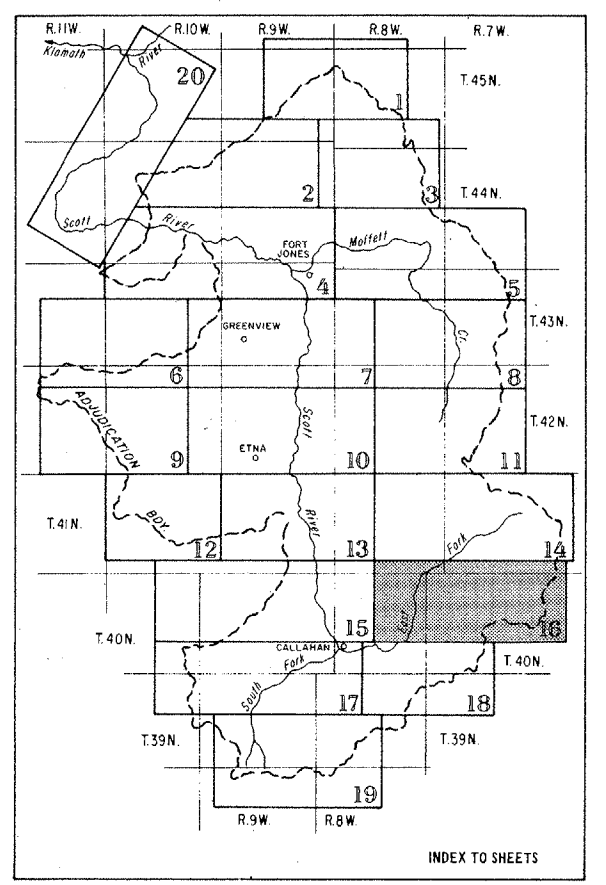 R.11W.
R.10W.
R.9W.
R.8W.
R.7W.
Klamath River
20
T.45N.
1
2
3
T.44N.
Scott River
FORT JONES
Moffett
4
5
T.43N.
GREENVIEW
Cr.
6
7
8
ADJUDICATION
Scott
T.42N.
ETNA
9
10
11
T.41N.
BDY.
River
12
13
Fork
14
East
T.40N.
15
16
CALLAHAN
Fork
T.40N.
South
17
18
T.39N.
T.39N.
19
R.9W.
R.8W.
INDEX TO SHEETS